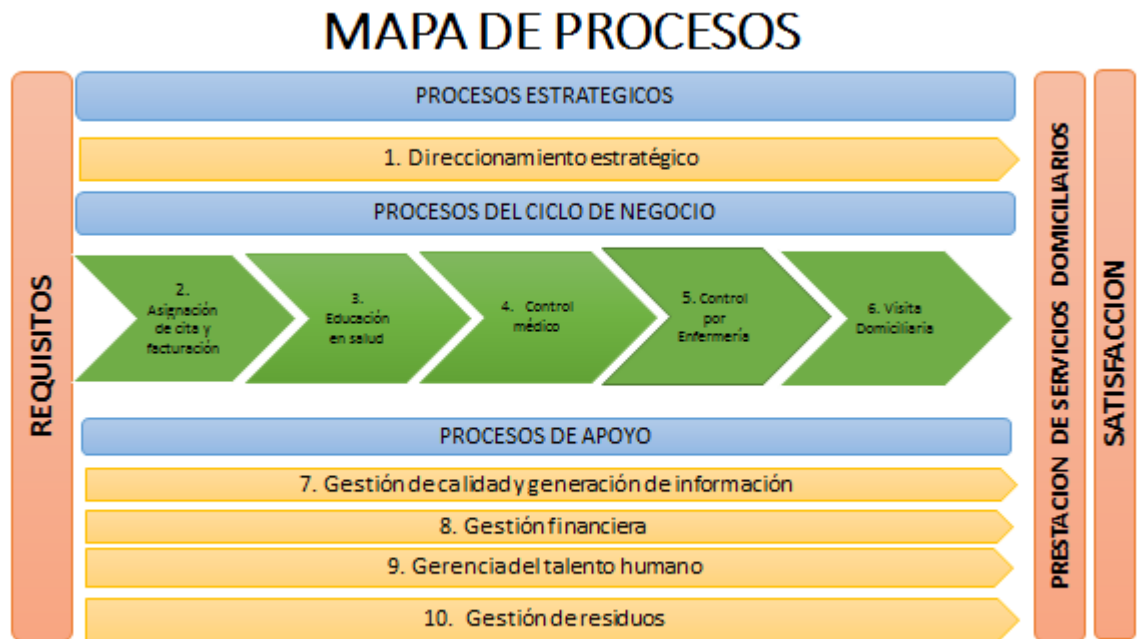 MAPA DE PROCESOS
REQUISITOS
PROCESOS ESTRATEGICOS
1. Direccionamiento estratégico
PROCESOS DEL CICLO DE NEGOCIO
2.
Asignación
de cita y
facturación
3.
Educación
en salud
4. Control
médico
5. Control
por
Enfermería
6. Visita
Domiciliaria
PROCESOS DE APOYO
7. Gestión de calidad y generación de información
8. Gestión financiera
9. Gerencia del talento humano
10. Gestión de residuos
PRESTACION DE SERVICIOS DOMICILIARIOS
SATISFACCION